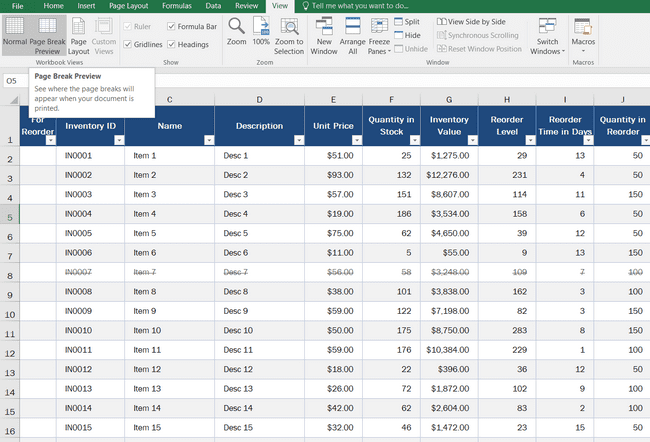 File Home Insert Page Layout Formulas Data Review View Tell me what you want to do...
Normal Page Break Preview Page Layout Custom Views
Workbook Views
Ruler Formula Bar
Gridlines Headings
Show
Zoom 100% Zoom to Selection
Zoom
New Window Arrange All Freeze Panes
Split
Hide
Unhide
View Side by Side
Synchronous Scrolling
Reset Window Position
Switch Windows
Window
Macros
Macros
O5
Page Break Preview
See where the page breaks will
appear when your document is
printed.
C D E F G H I J
1 For Reorder Inventory ID Name Description Unit Price Quantity in Stock Inventory Value Reorder Level Reorder Time in Days Quantity in Reorder
2 IN0001 Item 1 Desc 1 $51.00 25 $1,275.00 29 13 50
3 IN0002 Item 2 Desc 2 $93.00 132 $12,276.00 231 4 50
4 IN0003 Item 3 Desc 3 $57.00 151 $8,607.00 114 11 150
5 IN0004 Item 4 Desc 4 $19.00 186 $3,534.00 158 6 50
6 IN0005 Item 5 Desc 5 $75.00 62 $4,650.00 39 12 50
7 IN0006 Item 6 Desc 6 $11.00 5 $55.00 9 13 150
8 IN0007 Item 7 Desc 7 $56.00 58 $3,248.00 109 7 100
9 IN0008 Item 8 Desc 8 $38.00 101 $3,838.00 162 3 100
10 IN0009 Item 9 Desc 9 $59.00 122 $7,198.00 82 3 150
11 IN0010 Item 10 Desc 10 $50.00 175 $8,750.00 283 8 150
12 IN0011 Item 11 Desc 11 $59.00 176 $10,384.00 229 1 100
13 IN0012 Item 12 Desc 12 $18.00 22 $396.00 36 12 50
14 IN0013 Item 13 Desc 13 $26.00 72 $1,872.00 102 9 100
15 IN0014 Item 14 Desc 14 $42.00 62 $2,604.00 83 2 100
16 IN0015 Item 15 Desc 15 $32.00 46 $1,472.00 23 15 50